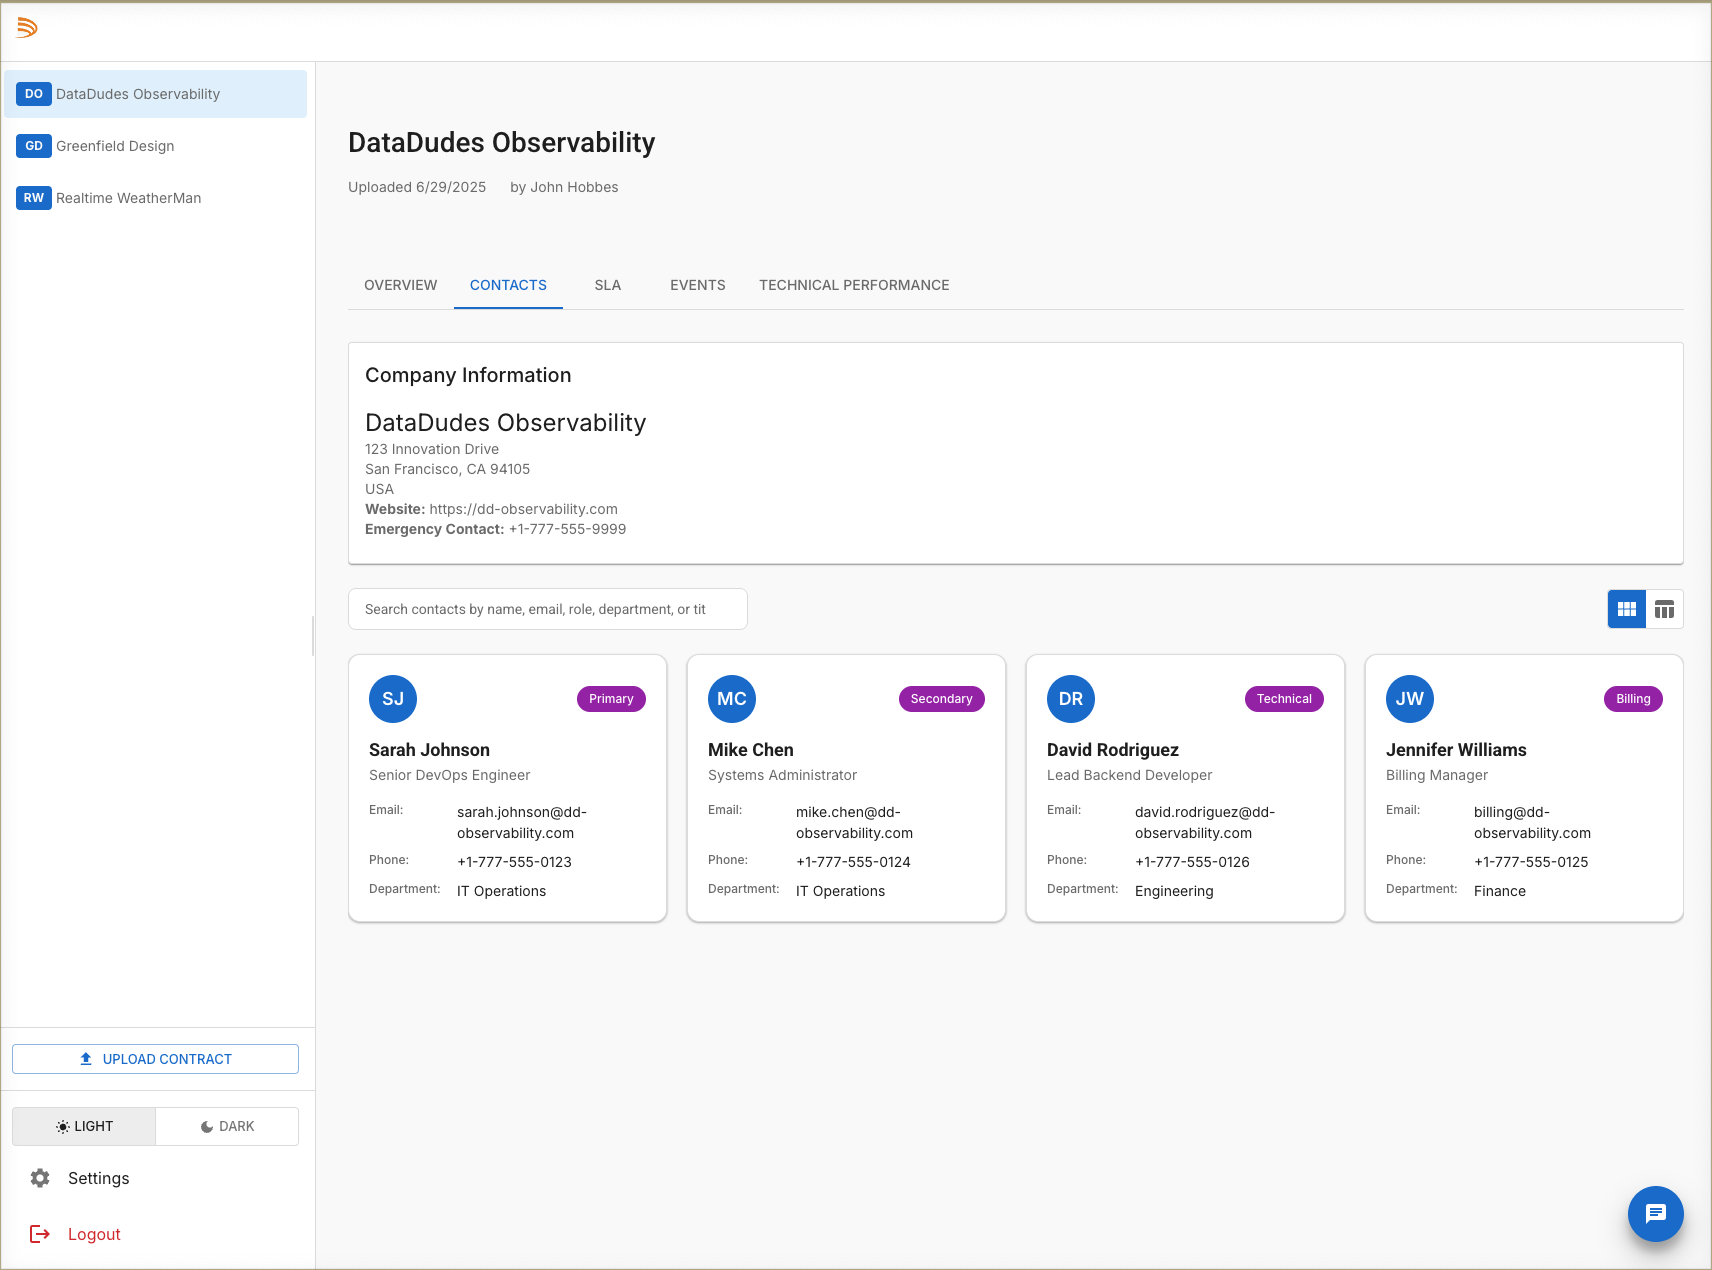 DO DataDudes Observability
GD Greenfield Design
RW Realtime WeatherMan
UPLOAD CONTRACT
LIGHT DARK
Settings
Logout
DataDudes Observability
Uploaded 6/29/2025 by John Hobbes
OVERVIEW CONTACTS SLA EVENTS TECHNICAL PERFORMANCE
Company Information
DataDudes Observability
123 Innovation Drive
San Francisco, CA 94105
USA
Website: https://dd-observability.com
Emergency Contact: +1-777-555-9999
Search contacts by name, email, role, department, or tit
SJ Primary
Sarah Johnson
Senior DevOps Engineer
Email: sarah.johnson@dd-
observability.com
Phone: +1-777-555-0123
Department: IT Operations
MC Secondary
Mike Chen
Systems Administrator
Email: mike.chen@dd-
observability.com
Phone: +1-777-555-0124
Department: IT Operations
DR Technical
David Rodriguez
Lead Backend Developer
Email: david.rodriguez@dd-
observability.com
Phone: +1-777-555-0126
Department: Engineering
JW Billing
Jennifer Williams
Billing Manager
Email: billing@dd-
observability.com
Phone: +1-777-555-0125
Department: Finance